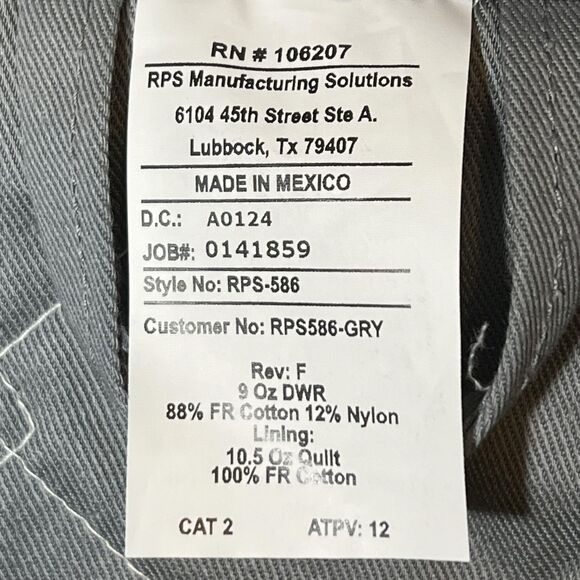 RN # 106207
RPS Manufacturing Solutions
6104 45th Street Ste A.
Lubbock, Tx 79407
MADE IN MEXICO
D.C.: A0124
JOB#: 0141859
Style No: RPS-586
Customer No: RPS586-GRY
Rev: F
9 Oz DWR
88% FR Cotton 12% Nylon
Lining:
10.5 Oz Quilt
100% FR Cotton
CAT 2 ATPV: 12